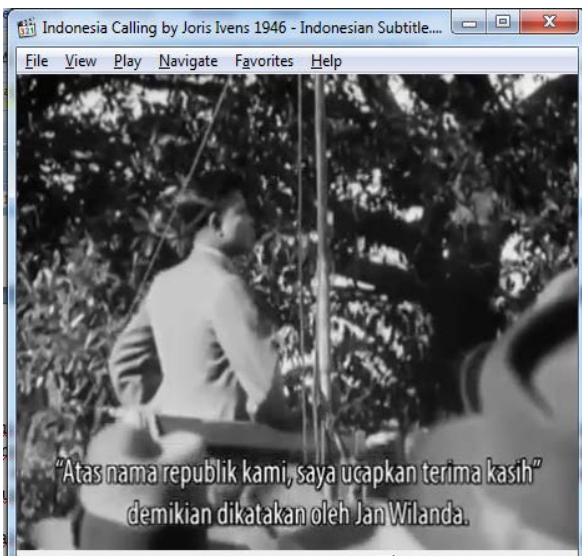 Indonesia Calling by Joris Ivens 1946 - Indonesian Subtitle....
File View Play Navigate Favorites Help
“Atas nama republik kami, saya ucapkan terima kasih”
demikian dikatakan oleh Jan Wilanda.